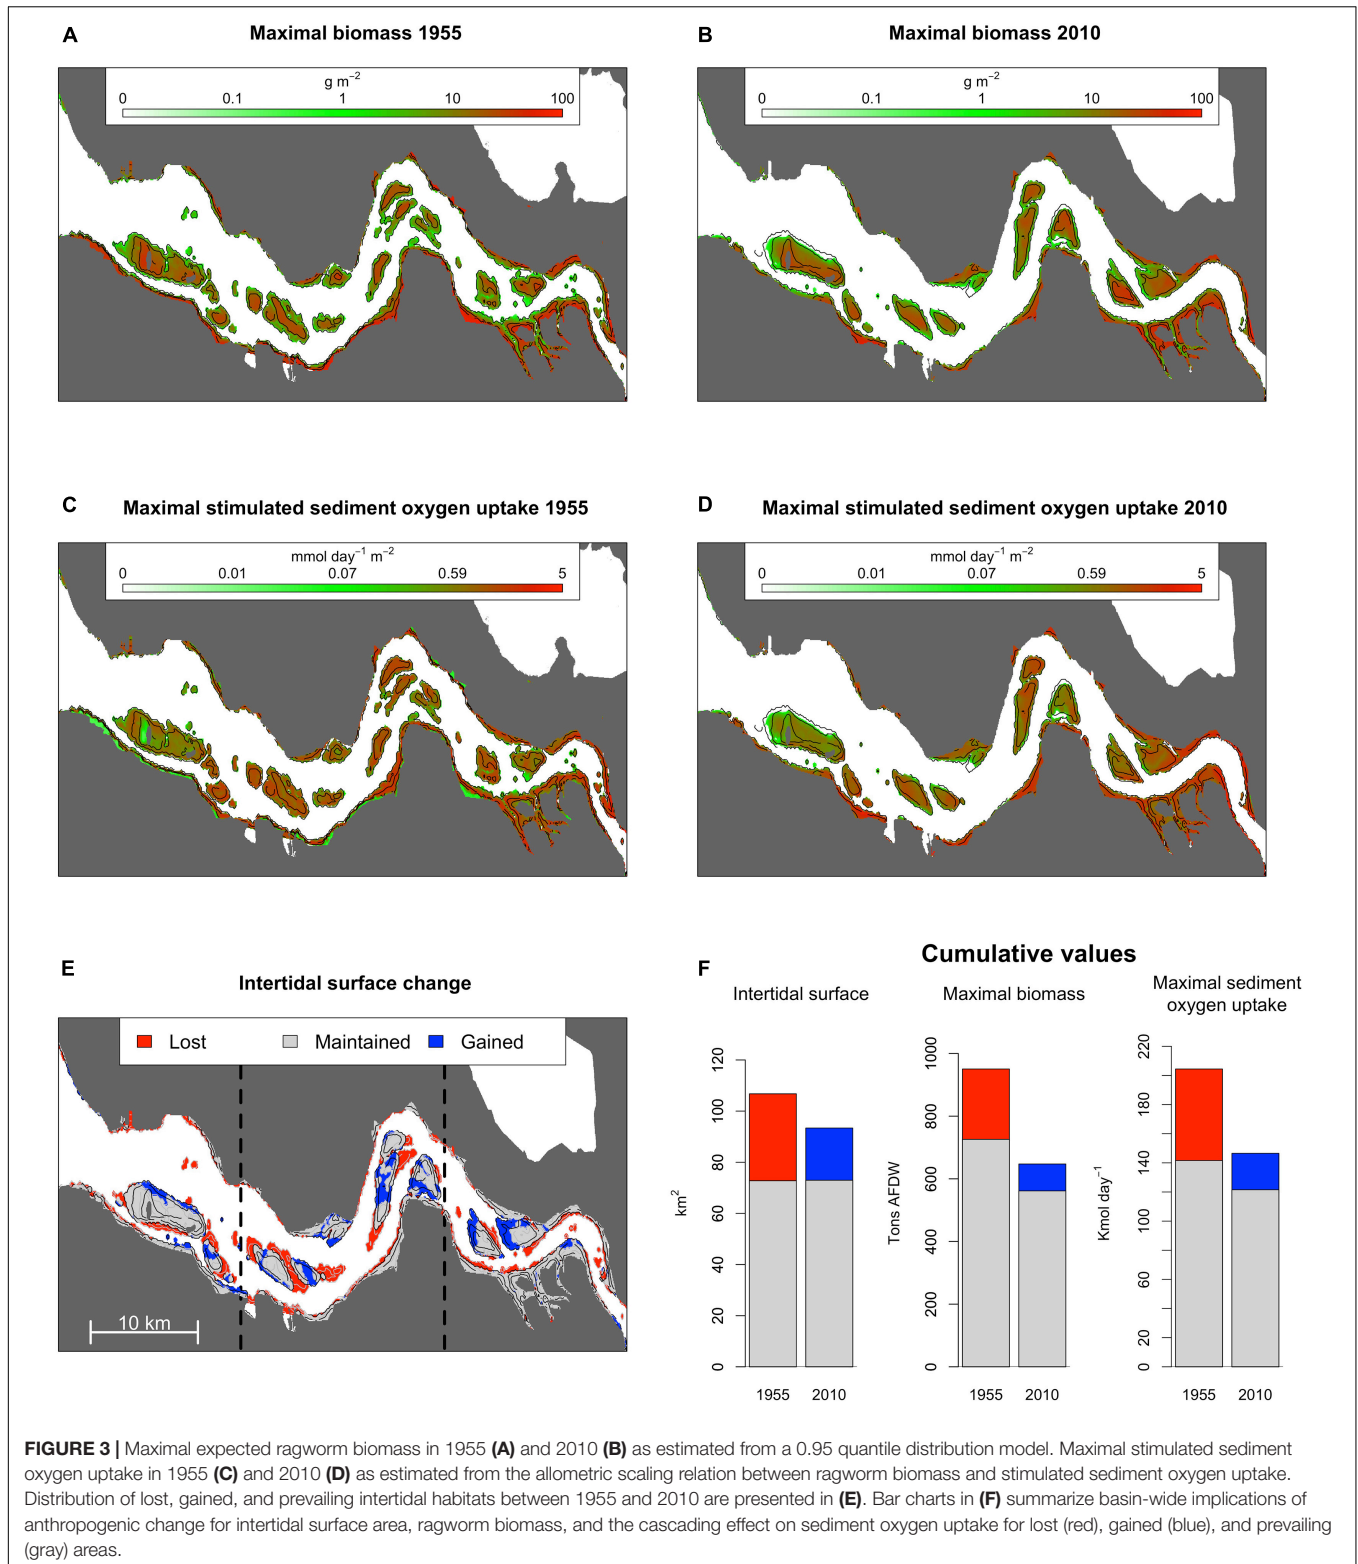 A
Maximal biomass 1955
g m−2
0 0.1 1 10 100
B
Maximal biomass 2010
g m−2
0 0.1 1 10 100
C
Maximal stimulated sediment oxygen uptake 1955
mmol day−1 m−2
0 0.01 0.07 0.59 5
D
Maximal stimulated sediment oxygen uptake 2010
mmol day−1 m−2
0 0.01 0.07 0.59 5
E
Intertidal surface change
Lost Maintained Gained
10 km
F
Cumulative values
Intertidal surface
km2
0 20 40 60 80 100 120
1955 2010
Maximal biomass
Tons AFDW
0 200 400 600 800 1000
1955 2010
Maximal sediment
oxygen uptake
Kmol day−1
0 20 60 100 140 180 220
1955 2010
FIGURE 3 | Maximal expected ragworm biomass in 1955 (A) and 2010 (B) as estimated from a 0.95 quantile distribution model. Maximal stimulated sediment
oxygen uptake in 1955 (C) and 2010 (D) as estimated from the allometric scaling relation between ragworm biomass and stimulated sediment oxygen uptake.
Distribution of lost, gained, and prevailing intertidal habitats between 1955 and 2010 are presented in (E). Bar charts in (F) summarize basin-wide implications of
anthropogenic change for intertidal surface area, ragworm biomass, and the cascading effect on sediment oxygen uptake for lost (red), gained (blue), and prevailing
(gray) areas.